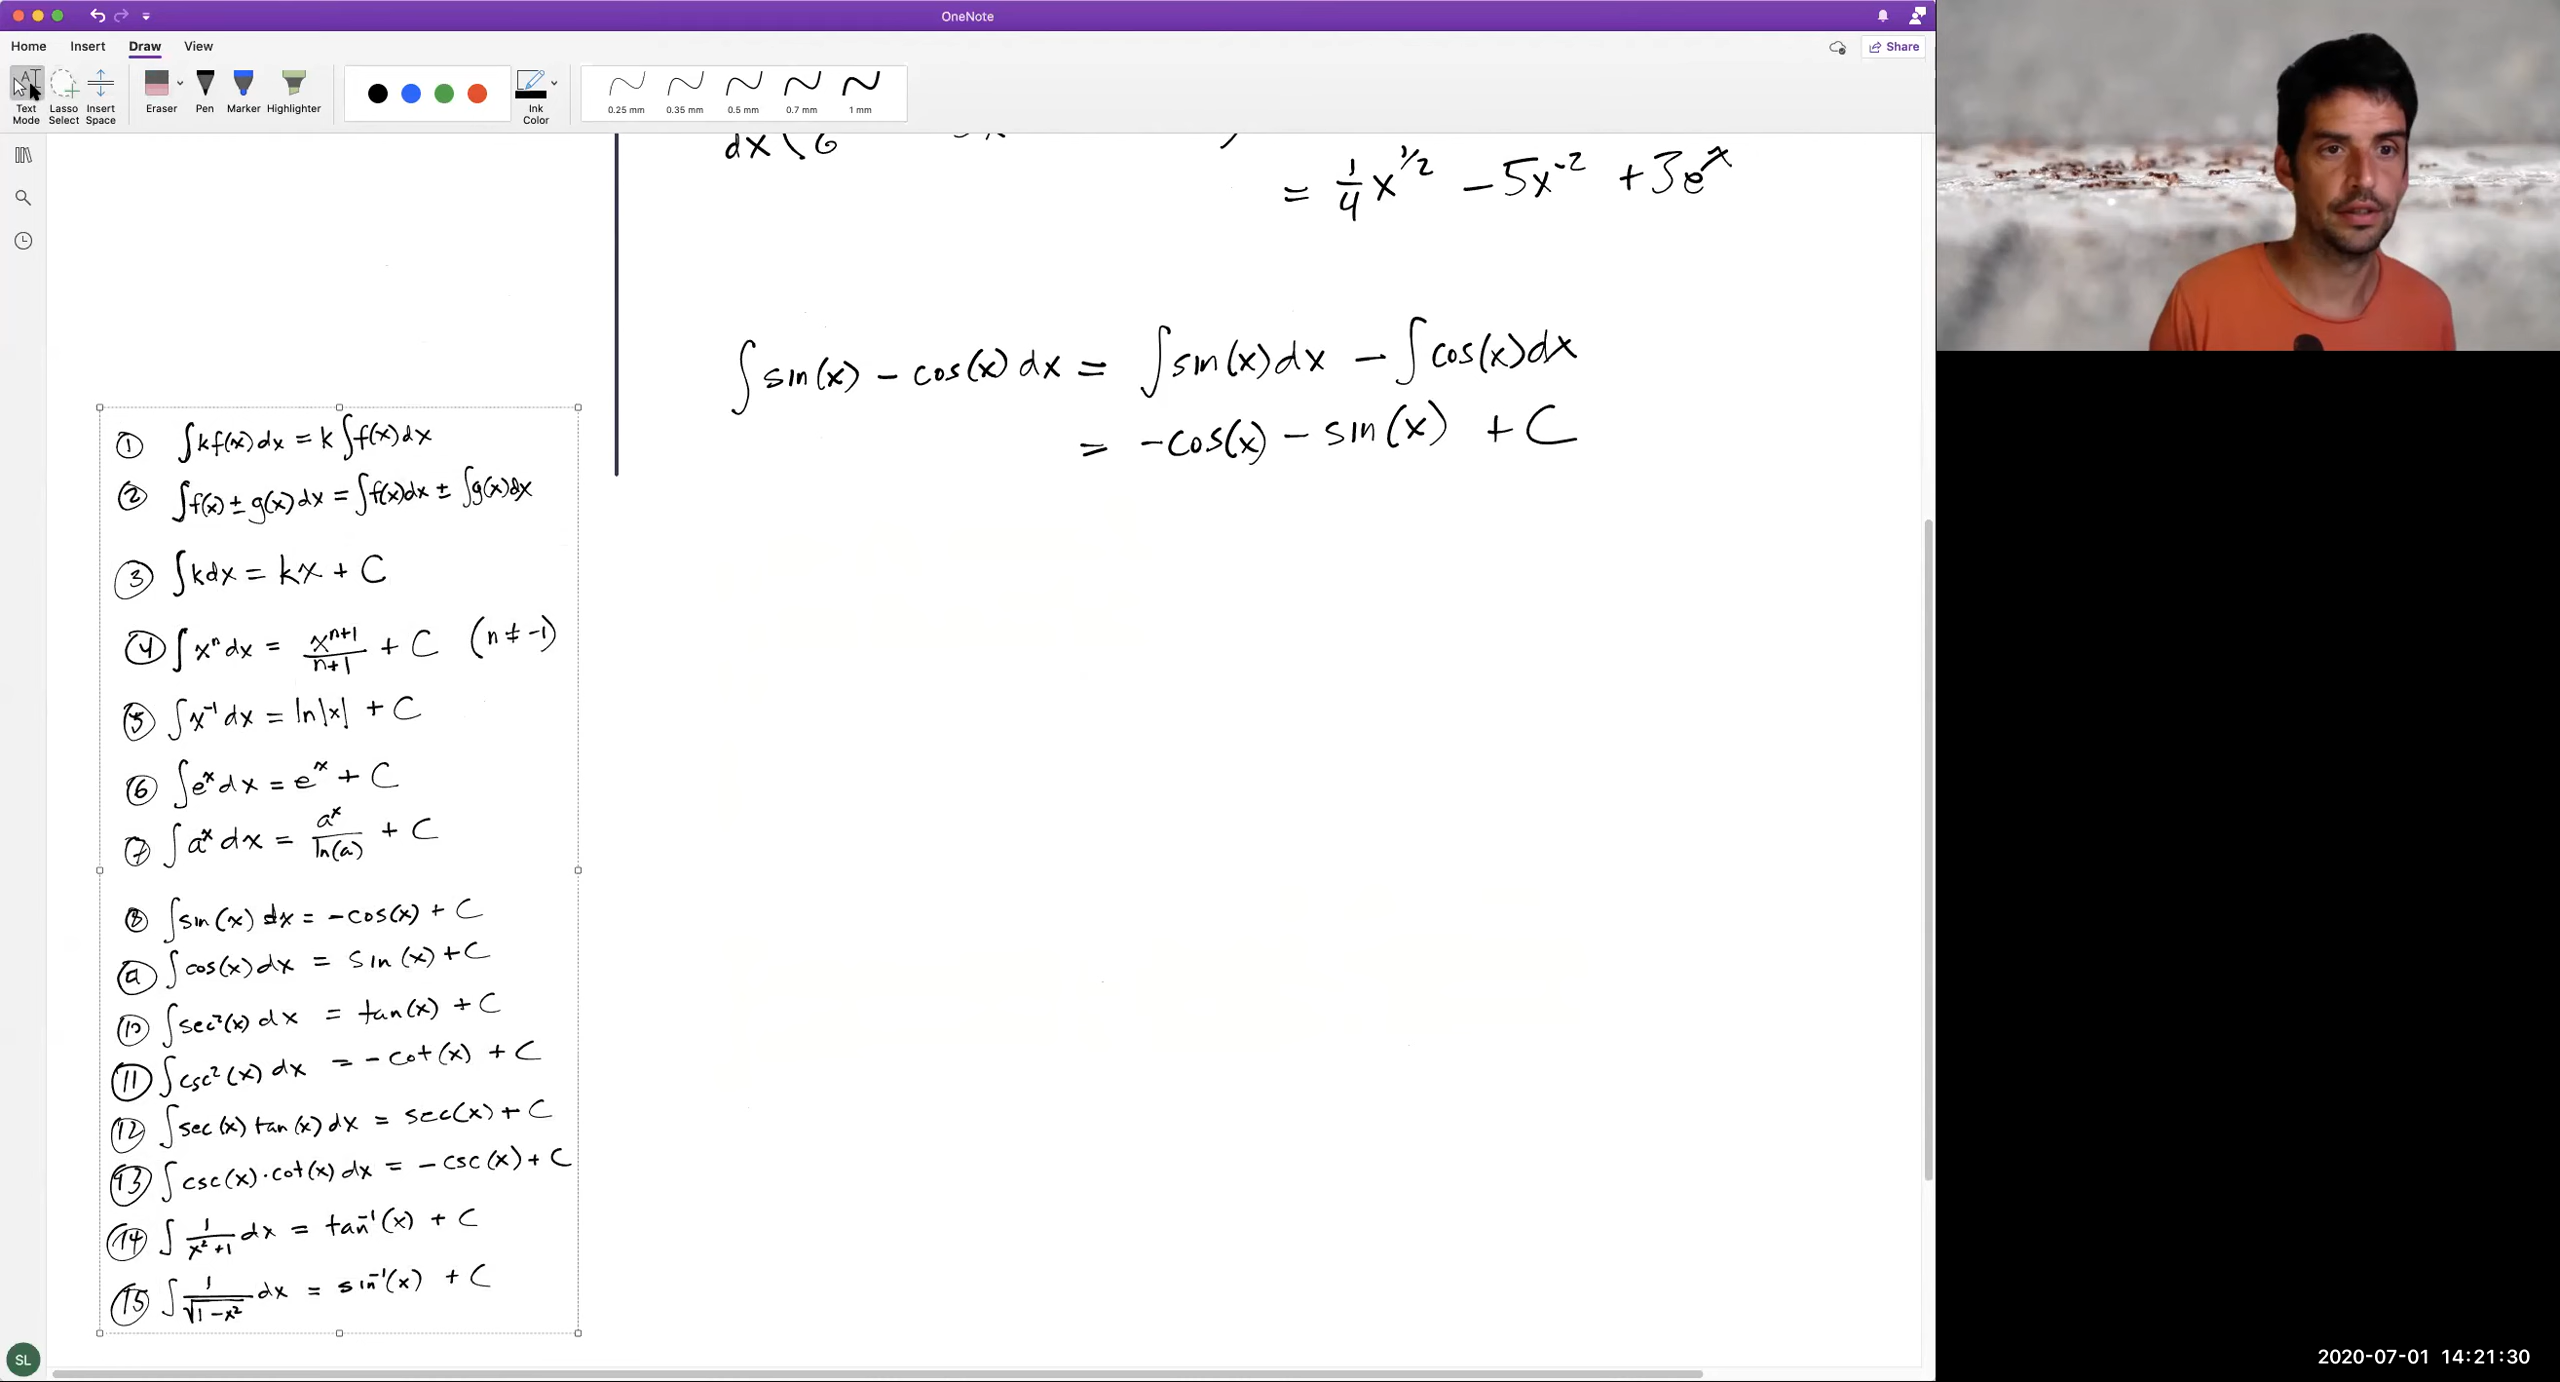 OneNote
Home Insert Draw View
Share
Text Mode
Lasso Select
Insert Space
Eraser
Pen
Marker
Highlighter
Ink Color
0.25 mm 0.35 mm 0.5 mm 0.7 mm 1 mm
dx ( 6
= 1/4 x^(1/2) − 5x^(-2) + 3e^x
∫ sin(x) − cos(x) dx = ∫ sin(x) dx − ∫ cos(x) dx
= −cos(x) − sin(x) + C
① ∫ k f(x) dx = k ∫ f(x) dx
② ∫ f(x) ± g(x) dx = ∫ f(x) dx ± ∫ g(x) dx
③ ∫ k dx = kx + C
④ ∫ x^n dx = x^(n+1)/(n+1) + C (n ≠ −1)
⑤ ∫ x^(-1) dx = ln|x| + C
⑥ ∫ e^x dx = e^x + C
⑦ ∫ a^x dx = a^x/ln(a) + C
⑧ ∫ sin(x) dx = −cos(x) + C
⑨ ∫ cos(x) dx = sin(x) + C
⑩ ∫ sec²(x) dx = tan(x) + C
⑪ ∫ csc²(x) dx = −cot(x) + C
⑫ ∫ sec(x) tan(x) dx = sec(x) + C
⑬ ∫ csc(x)·cot(x) dx = −csc(x) + C
⑭ ∫ 1/(x²+1) dx = tan⁻¹(x) + C
⑮ ∫ 1/√(1−x²) dx = sin⁻¹(x) + C
SL
2020-07-01 14:21:30